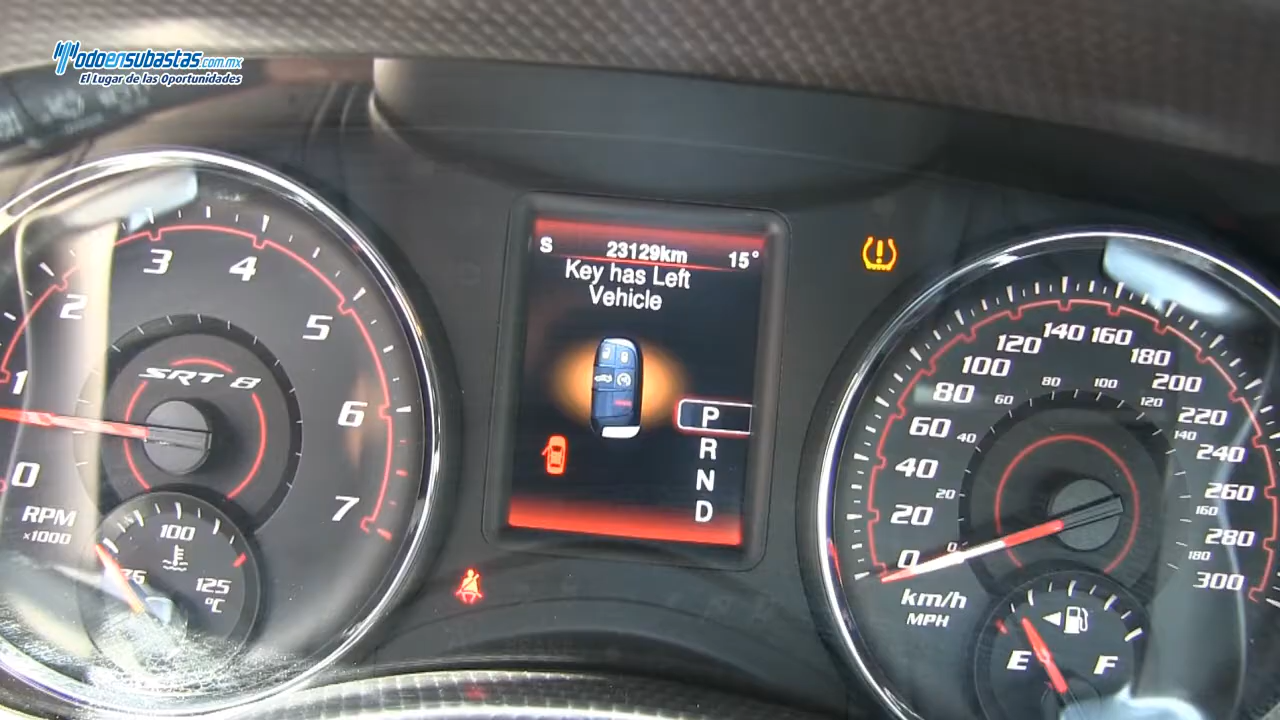 Todoensubastas.com.mx
El Lugar de las Oportunidades
S 23129km 15°
Key has Left
Vehicle
P
R
N
D
0
1
2
3
4
5
6
7
SRT 8
RPM
x1000
75
100
125
°C
0
20
40
60
80
100
120
140
160
180
200
220
240
260
280
300
0
20
40
60
80
100
120
140
160
180
km/h
MPH
E
F